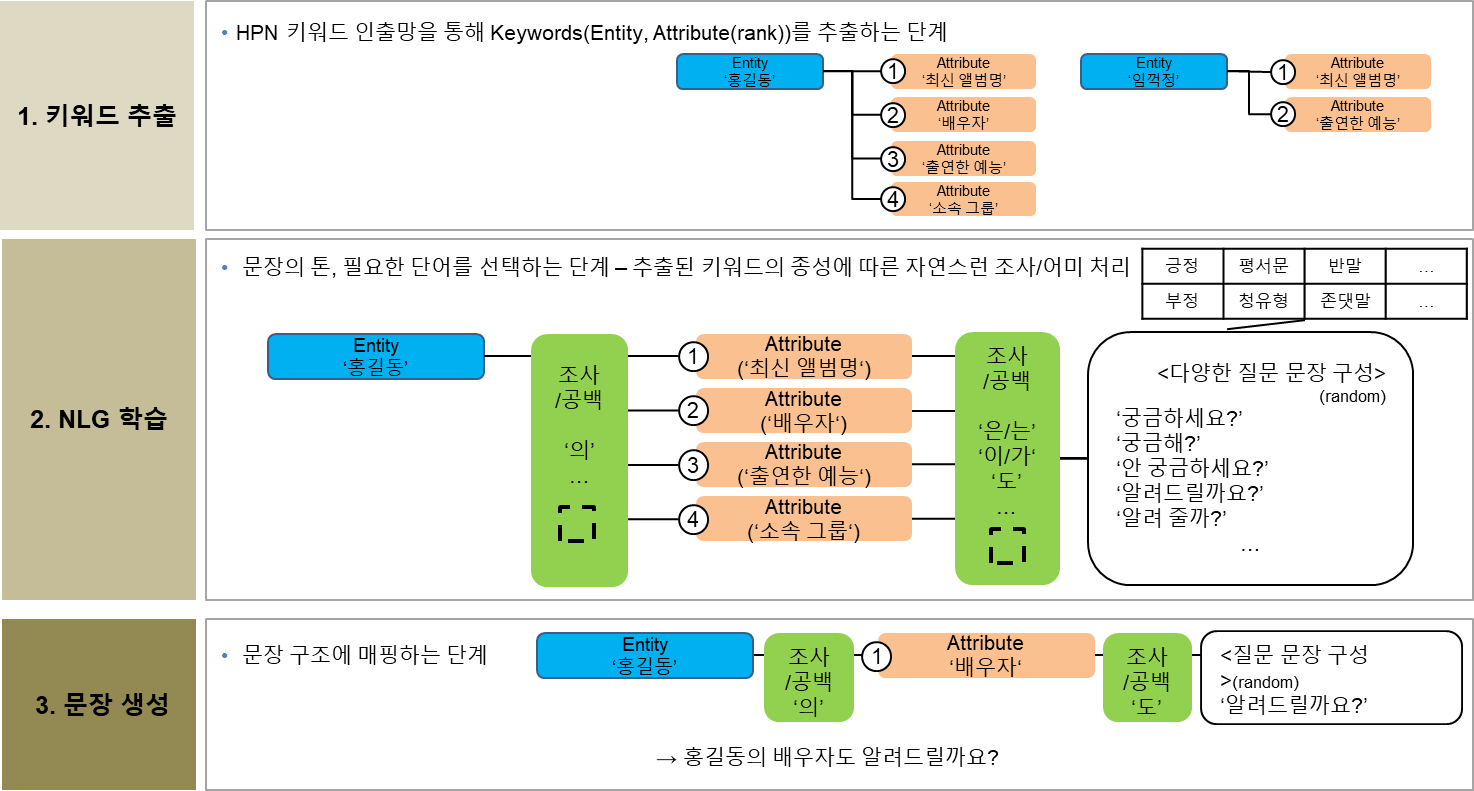 1. 키워드 추출
• HPN 키워드 인출망을 통해 Keywords(Entity, Attribute(rank))를 추출하는 단계
Entity
‘홍길동’
1
Attribute
‘최신 앨범명’
2
Attribute
‘배우자’
3
Attribute
‘출연한 예능’
4
Attribute
‘소속 그룹’
Entity
‘임꺽정’
1
Attribute
‘최신 앨범명’
2
Attribute
‘출연한 예능’
2. NLG 학습
• 문장의 톤, 필요한 단어를 선택하는 단계 – 추출된 키워드의 종성에 따른 자연스런 조사/어미 처리
긍정 평서문 반말 …
부정 청유형 존댓말 …
Entity
‘홍길동’
조사
/공백
‘의’
…
1
Attribute
(‘최신 앨범명‘)
2
Attribute
(‘배우자‘)
3
Attribute
(‘출연한 예능‘)
4
Attribute
(‘소속 그룹‘)
조사
/공백
‘은/는’
‘이/가‘
‘도’
…
<다양한 질문 문장 구성>
(random)
‘궁금하세요?’
‘궁금해?’
‘안 궁금하세요?’
‘알려드릴까요?’
‘알려 줄까?’
…
3. 문장 생성
• 문장 구조에 매핑하는 단계
Entity
‘홍길동’
조사
/공백
‘의’
1
Attribute
‘배우자‘
조사
/공백
‘도’
<질문 문장 구성
>(random)
‘알려드릴까요?’
→ 홍길동의 배우자도 알려드릴까요?